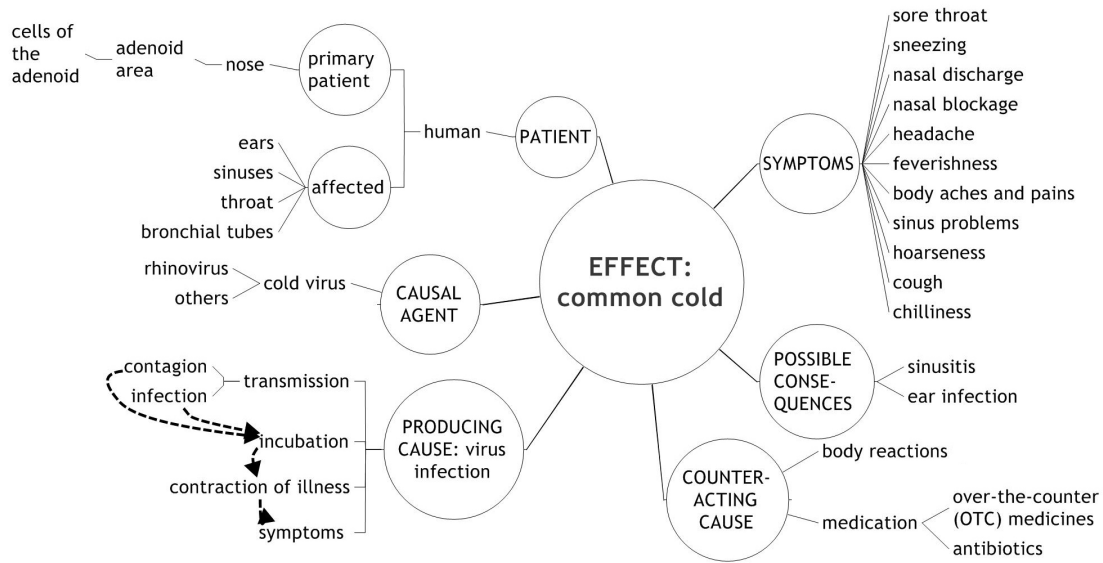 cells of
the
adenoid
adenoid
area
nose
primary
patient
ears
sinuses
throat
bronchial tubes
affected
human
PATIENT
EFFECT:
common cold
SYMPTOMS
sore throat
sneezing
nasal discharge
nasal blockage
headache
feverishness
body aches and pains
sinus problems
hoarseness
cough
chilliness
rhinovirus
others
cold virus
CAUSAL
AGENT
contagion
infection
transmission
incubation
contraction of illness
symptoms
PRODUCING
CAUSE: virus
infection
POSSIBLE
CONSE-
QUENCES
sinusitis
ear infection
COUNTER-
ACTING
CAUSE
body reactions
medication
over-the-counter
(OTC) medicines
antibiotics